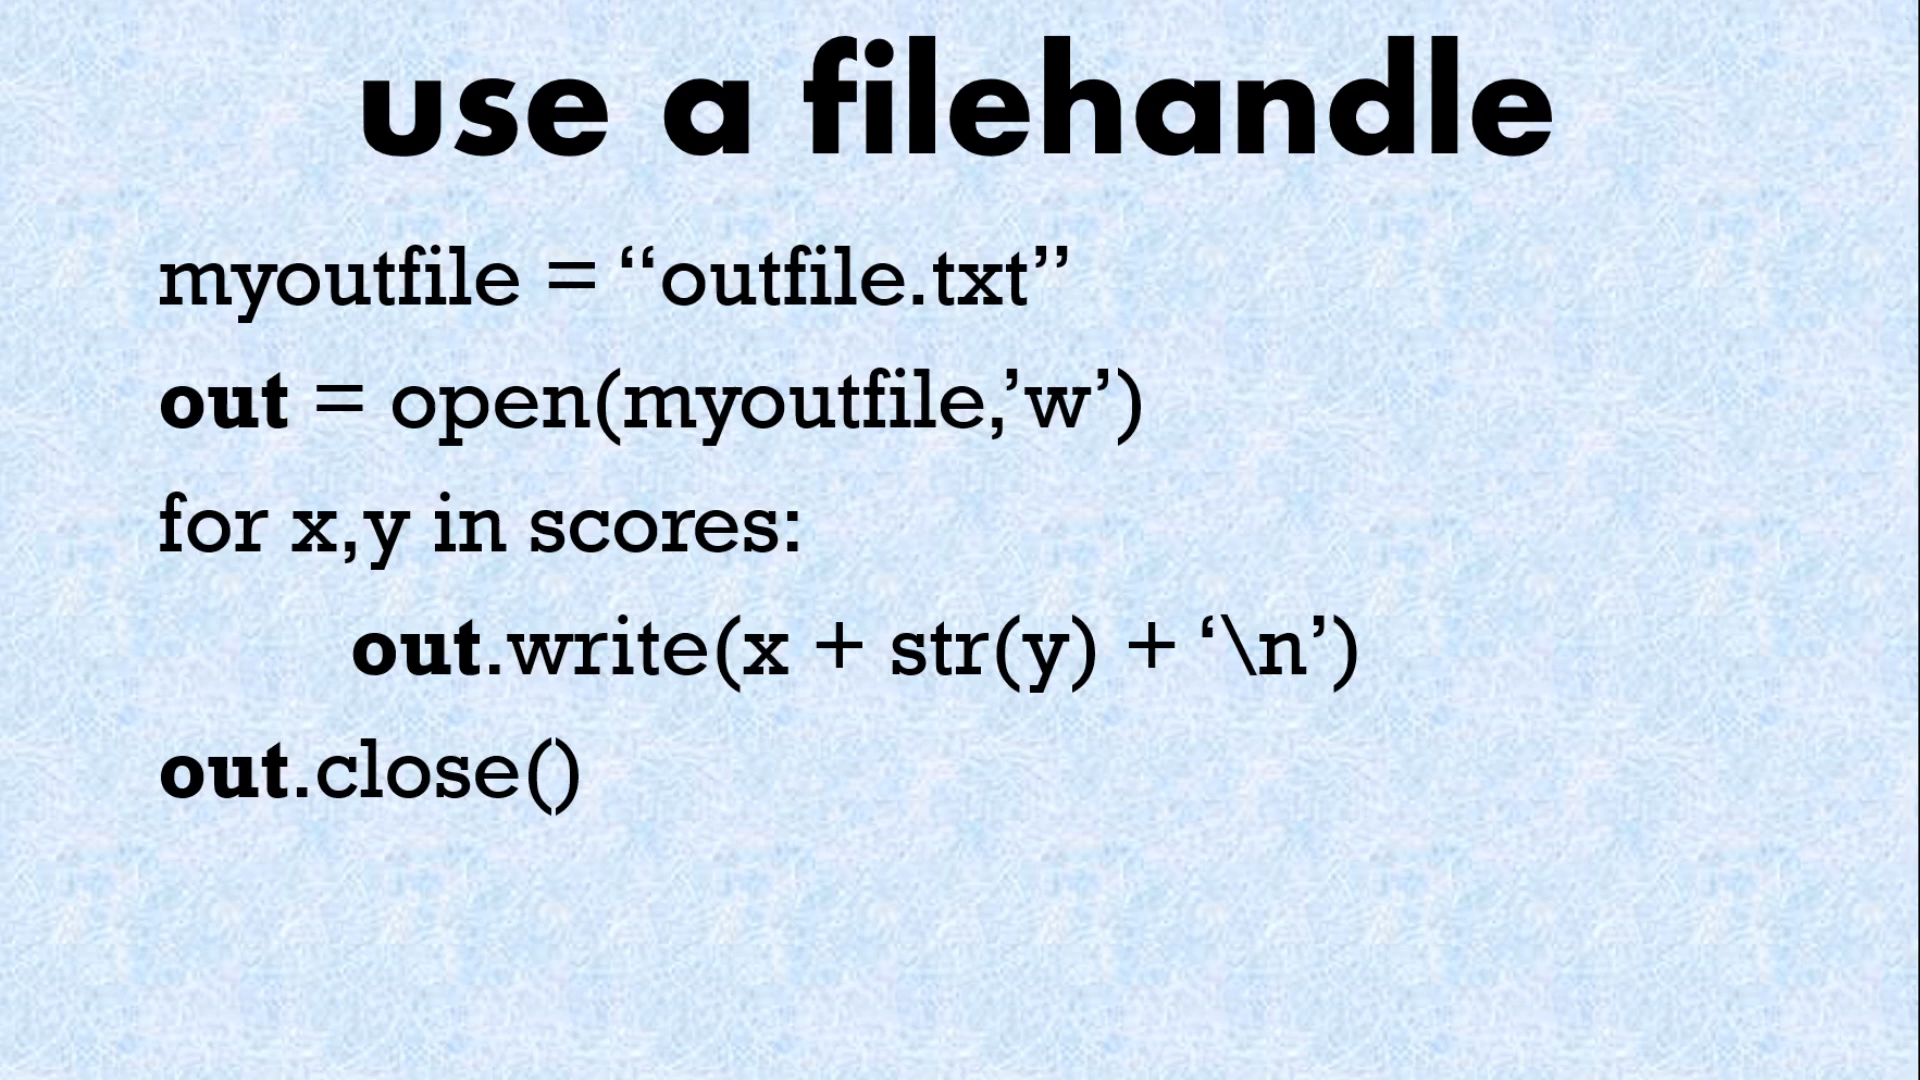 use a filehandle
myoutfile = “outfile.txt”
out = open(myoutfile,’w’)
for x,y in scores:
out.write(x + str(y) + ‘\n’)
out.close()